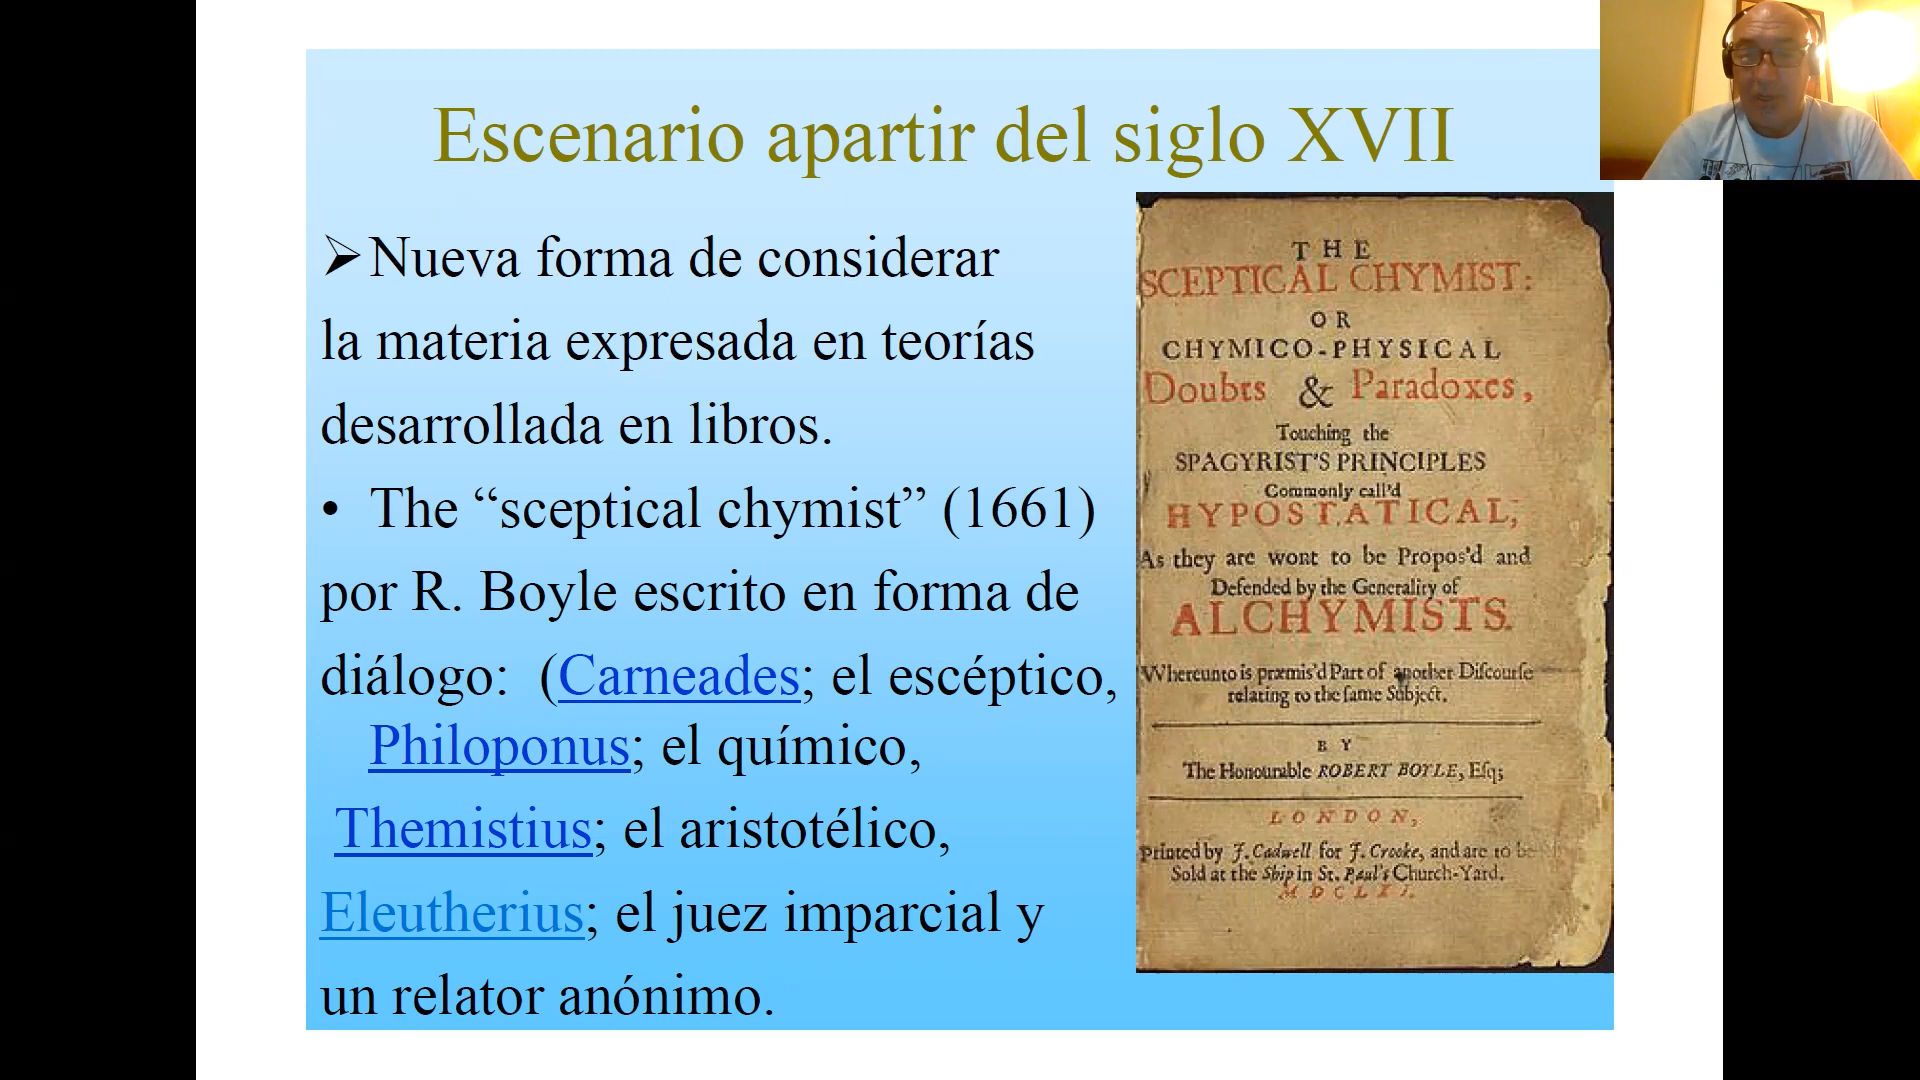 Escenario apartir del siglo XVII
➢Nueva forma de considerar
la materia expresada en teorías
desarrollada en libros.
• The “sceptical chymist” (1661)
por R. Boyle escrito en forma de
diálogo: (Carneades; el escéptico,
Philoponus; el químico,
Themistius; el aristotélico,
Eleutherius; el juez imparcial y
un relator anónimo.
THE
SCEPTICAL CHYMIST:
OR
CHYMICO-PHYSICAL
Doubts & Paradoxes,
Touching the
SPAGYRIST'S PRINCIPLES
Commonly call'd
HYPOSTATICAL,
As they are wont to be Propos'd and
Defended by the Generality of
ALCHYMISTS.
Whereunto is præmis'd Part of another Discourse
relating to the same Subject.
BY
The Honourable ROBERT BOYLE, Esq;
LONDON,
Printed by J. Cadwell for J. Crooke, and are to be
Sold at the Ship in St. Paul's Church-Yard.
MDCLXI.